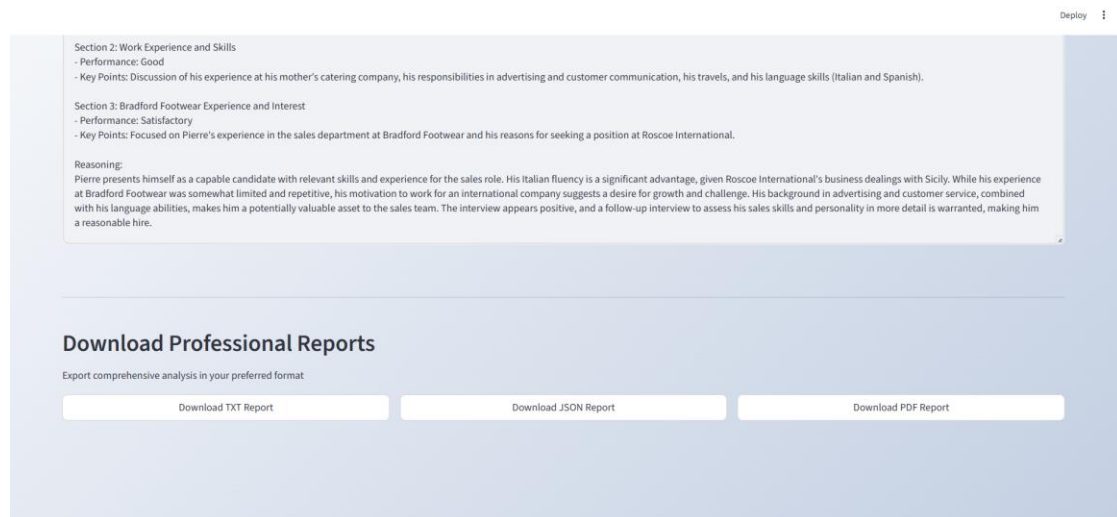 Deploy
Section 2: Work Experience and Skills
- Performance: Good
- Key Points: Discussion of his experience at his mother's catering company, his responsibilities in advertising and customer communication, his travels, and his language skills (Italian and Spanish).
Section 3: Bradford Footwear Experience and Interest
- Performance: Satisfactory
- Key Points: Focused on Pierre's experience in the sales department at Bradford Footwear and his reasons for seeking a position at Roscoe International.
Reasoning:
Pierre presents himself as a capable candidate with relevant skills and experience for the sales role. His Italian fluency is a significant advantage, given Roscoe International's business dealings with Sicily. While his experience
at Bradford Footwear was somewhat limited and repetitive, his motivation to work for an international company suggests a desire for growth and challenge. His background in advertising and customer service, combined
with his language abilities, makes him a potentially valuable asset to the sales team. The interview appears positive, and a follow-up interview to assess his sales skills and personality in more detail is warranted, making him
a reasonable hire.
Download Professional Reports
Export comprehensive analysis in your preferred format
Download TXT Report
Download JSON Report
Download PDF Report